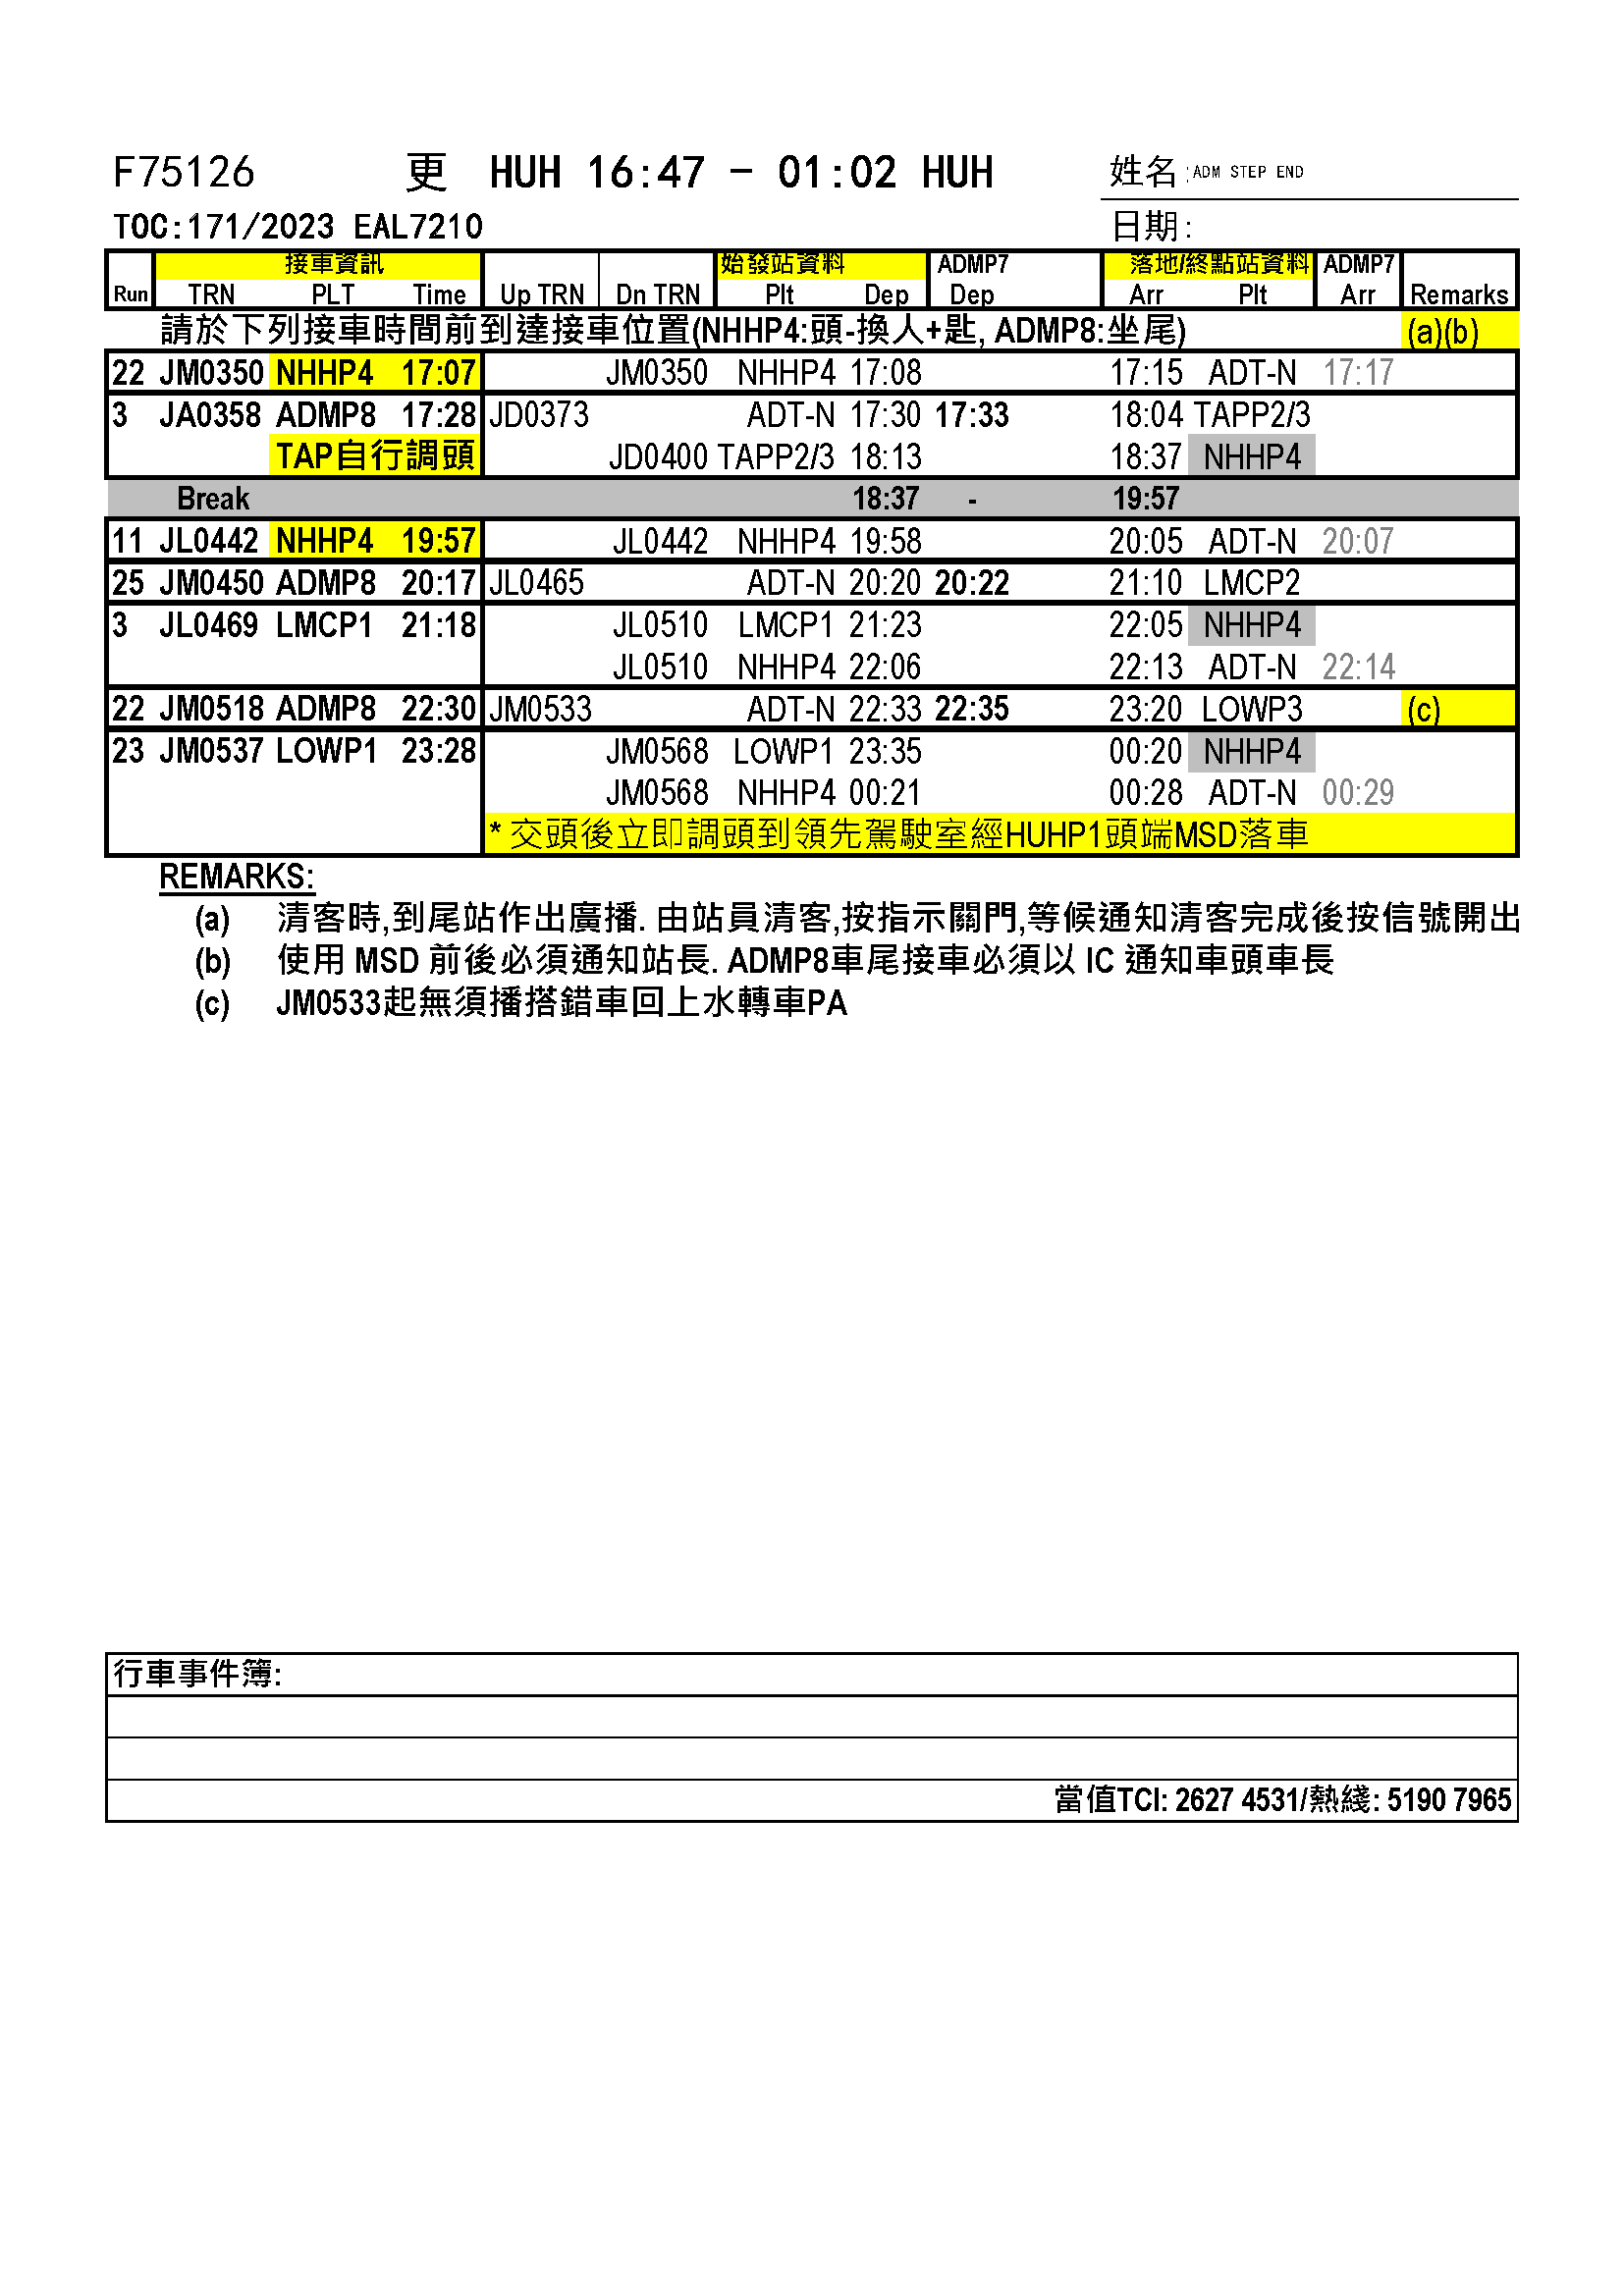 F75126 更 HUH 16:47 - 01:02 HUH 姓名:ADM STEP END
TOC:171/2023 EAL7210 日期:
接車資訊 始發站資料 ADMP7 落地/終點站資料 ADMP7
Run TRN PLT Time Up TRN Dn TRN Plt Dep Dep Arr Plt Arr Remarks
請於下列接車時間前到達接車位置(NHHP4:頭-換人+匙, ADMP8:坐尾) (a)(b)
22 JM0350 NHHP4 17:07 JM0350 NHHP4 17:08 17:15 ADT-N 17:17
3 JA0358 ADMP8 17:28 JD0373 ADT-N 17:30 17:33 18:04 TAPP2/3
TAP自行調頭 JD0400 TAPP2/3 18:13 18:37 NHHP4
Break 18:37 - 19:57
11 JL0442 NHHP4 19:57 JL0442 NHHP4 19:58 20:05 ADT-N 20:07
25 JM0450 ADMP8 20:17 JL0465 ADT-N 20:20 20:22 21:10 LMCP2
3 JL0469 LMCP1 21:18 JL0510 LMCP1 21:23 22:05 NHHP4
JL0510 NHHP4 22:06 22:13 ADT-N 22:14
22 JM0518 ADMP8 22:30 JM0533 ADT-N 22:33 22:35 23:20 LOWP3 (c)
23 JM0537 LOWP1 23:28 JM0568 LOWP1 23:35 00:20 NHHP4
JM0568 NHHP4 00:21 00:28 ADT-N 00:29
* 交頭後立即調頭到領先駕駛室經HUHP1頭端MSD落車
REMARKS:
(a) 清客時,到尾站作出廣播. 由站員清客,按指示關門,等候通知清客完成後按信號開出
(b) 使用 MSD 前後必須通知站長. ADMP8車尾接車必須以 IC 通知車頭車長
(c) JM0533起無須播搭錯車回上水轉車PA
行車事件簿:
當值TCI: 2627 4531/熱綫: 5190 7965